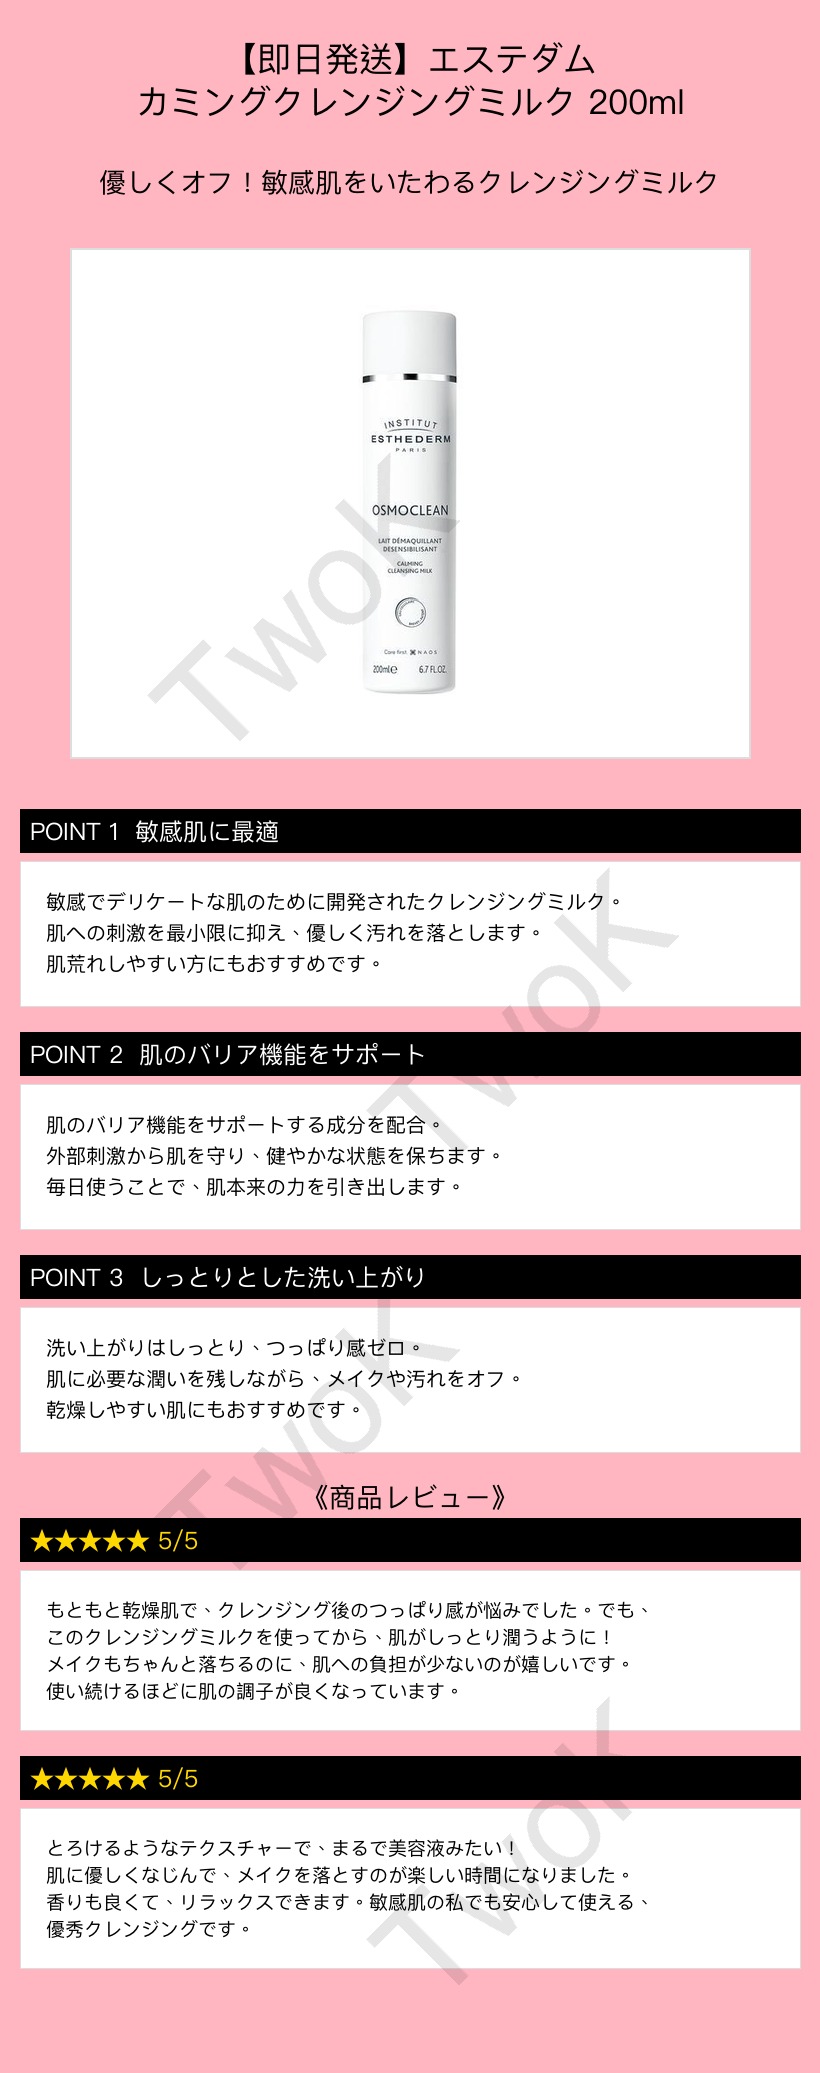 【即日発送】エステダム
カミングクレンジングミルク 200ml
優しくオフ！敏感肌をいたわるクレンジングミルク
INSTITUT
ESTHEDERM
PARIS
OSMOCLEAN
LAIT DÉMAQUILLANT
DÉSENSIBILISANT
CALMING
CLEANSING MILK
Care first NAOS
200ml℮ 6.7 FL.OZ.
TwoK
POINT 1 敏感肌に最適
敏感でデリケートな肌のために開発されたクレンジングミルク。
肌への刺激を最小限に抑え、優しく汚れを落とします。
肌荒れしやすい方にもおすすめです。
TwoK
POINT 2 肌のバリア機能をサポート
肌のバリア機能をサポートする成分を配合。
外部刺激から肌を守り、健やかな状態を保ちます。
毎日使うことで、肌本来の力を引き出します。
POINT 3 しっとりとした洗い上がり
洗い上がりはしっとり、つっぱり感ゼロ。
肌に必要な潤いを残しながら、メイクや汚れをオフ。
乾燥しやすい肌にもおすすめです。
TwoK
《商品レビュー》
★★★★★ 5/5
もともと乾燥肌で、クレンジング後のつっぱり感が悩みでした。でも、
このクレンジングミルクを使ってから、肌がしっとり潤うように！
メイクもちゃんと落ちるのに、肌への負担が少ないのが嬉しいです。
使い続けるほどに肌の調子が良くなっています。
★★★★★ 5/5
とろけるようなテクスチャーで、まるで美容液みたい！
肌に優しくなじんで、メイクを落とすのが楽しい時間になりました。
香りも良くて、リラックスできます。敏感肌の私でも安心して使える、
優秀クレンジングです。
TwoK